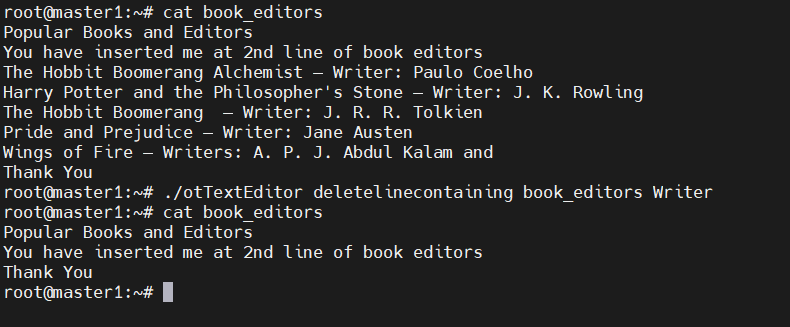 root@master1:~# cat book_editors
Popular Books and Editors
You have inserted me at 2nd line of book editors
The Hobbit Boomerang Alchemist – Writer: Paulo Coelho
Harry Potter and the Philosopher's Stone – Writer: J. K. Rowling
The Hobbit Boomerang  – Writer: J. R. R. Tolkien
Pride and Prejudice – Writer: Jane Austen
Wings of Fire – Writers: A. P. J. Abdul Kalam and
Thank You
root@master1:~# ./otTextEditor deletelinecontaining book_editors Writer
root@master1:~# cat book_editors
Popular Books and Editors
You have inserted me at 2nd line of book editors
Thank You
root@master1:~#